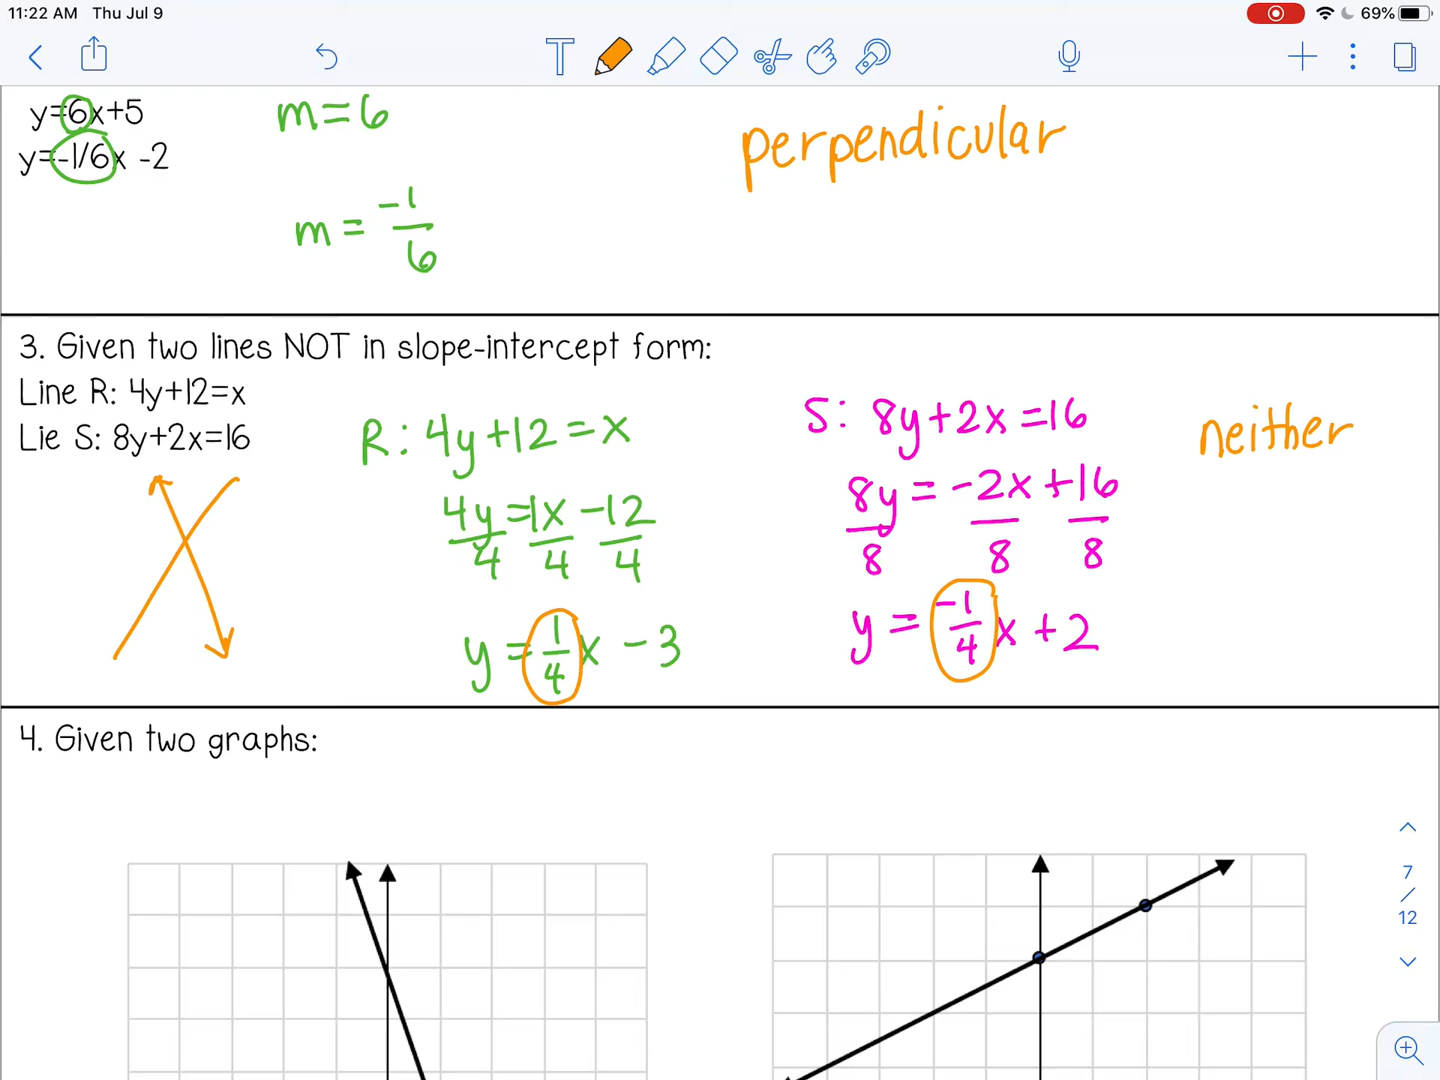 11:22 AM Thu Jul 9
69%
y=6x+5
y=-1/6x -2
m=6
m = -1/6
perpendicular
3. Given two lines NOT in slope-intercept form:
Line R: 4y+12=x
Lie S: 8y+2x=16
R: 4y+12=x
4y/4 = 1x/4 -12/4
y = 1/4 x - 3
S: 8y+2x=16
8y/8 = -2x/8 +16/8
y = -1/4 x + 2
neither
4. Given two graphs:
7
/
12